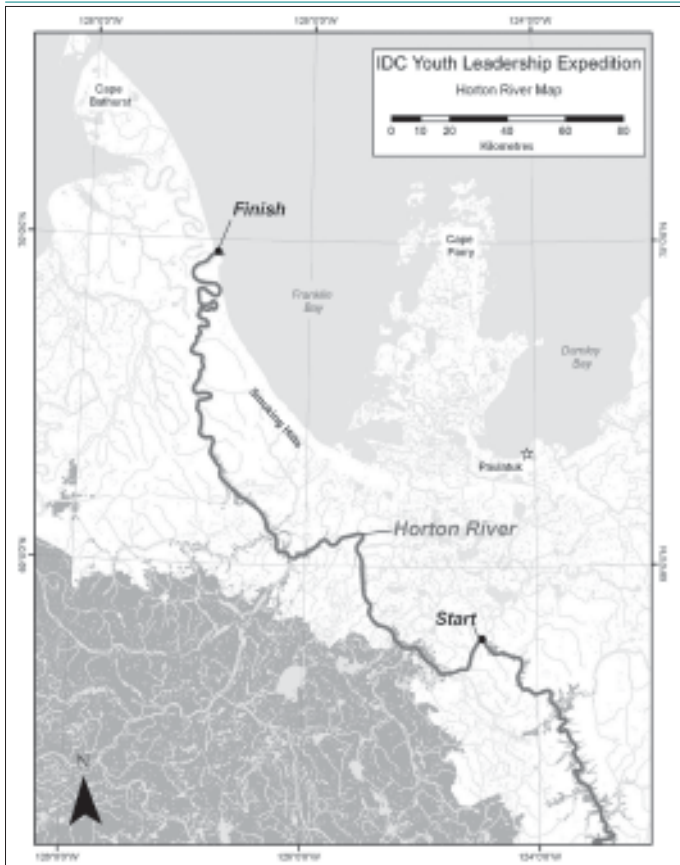 IDC Youth Leadership Expedition
Horton River Map
0 10 20 40 60 80
Kilometres
Cape
Bathurst
Finish
Cape
Parry
Franklin
Bay
Darnley
Bay
Smoking Hills
Paulatuk
Horton River
Start
N